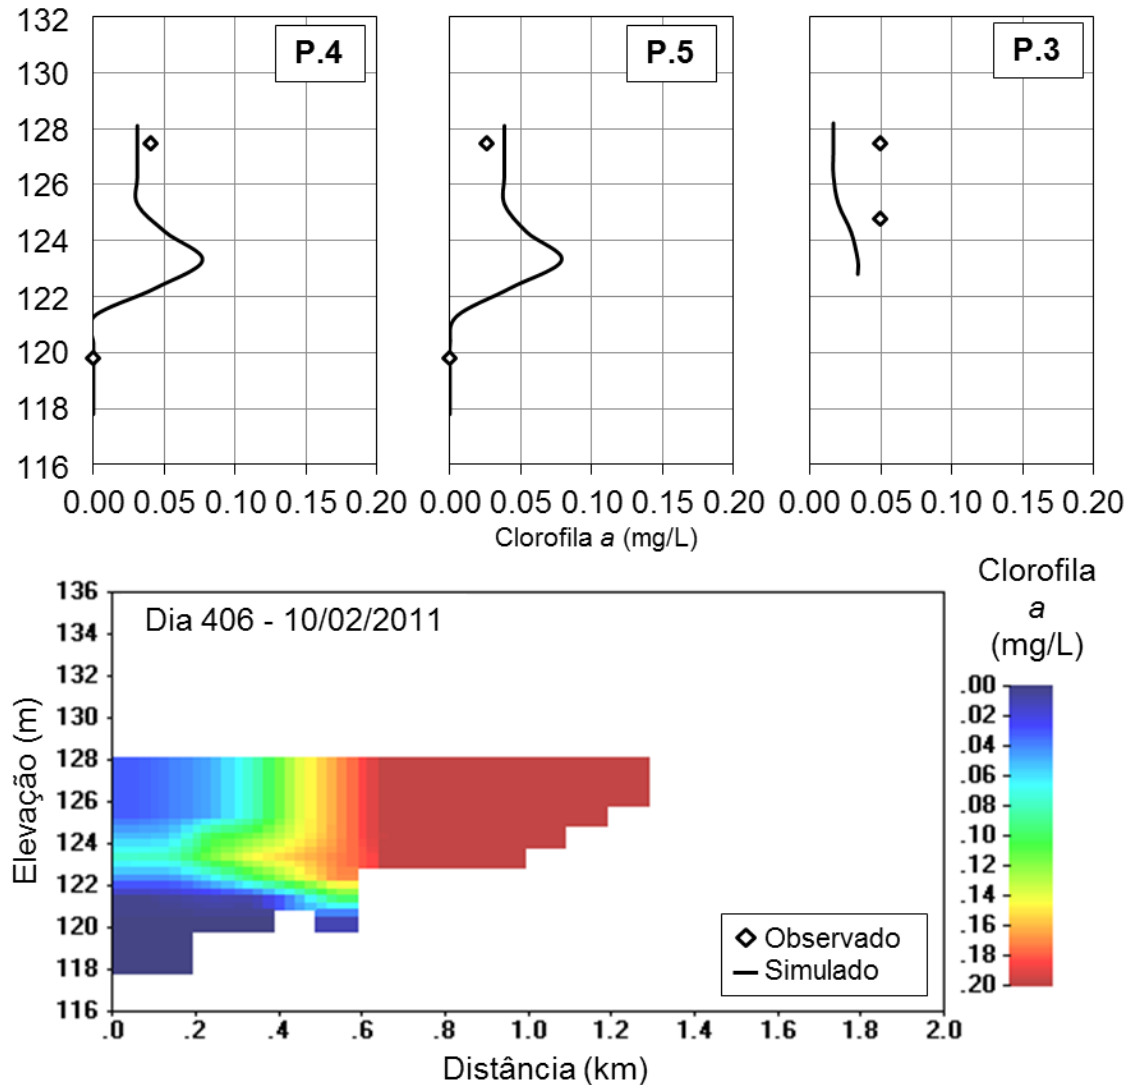 132
130
128
126
124
122
120
118
116
P.4
P.5
P.3
0.00 0.05 0.10 0.15 0.20
0.00 0.05 0.10 0.15 0.20
0.00 0.05 0.10 0.15 0.20
Clorofila a (mg/L)
Elevação (m)
136
134
132
130
128
126
124
122
120
118
116
Dia 406 - 10/02/2011
Observado
Simulado
.0 .2 .4 .6 .8 1.0 1.2 1.4 1.6 1.8 2.0
Distância (km)
Clorofila
a
(mg/L)
.00
.02
.04
.06
.08
.10
.12
.14
.16
.18
.20